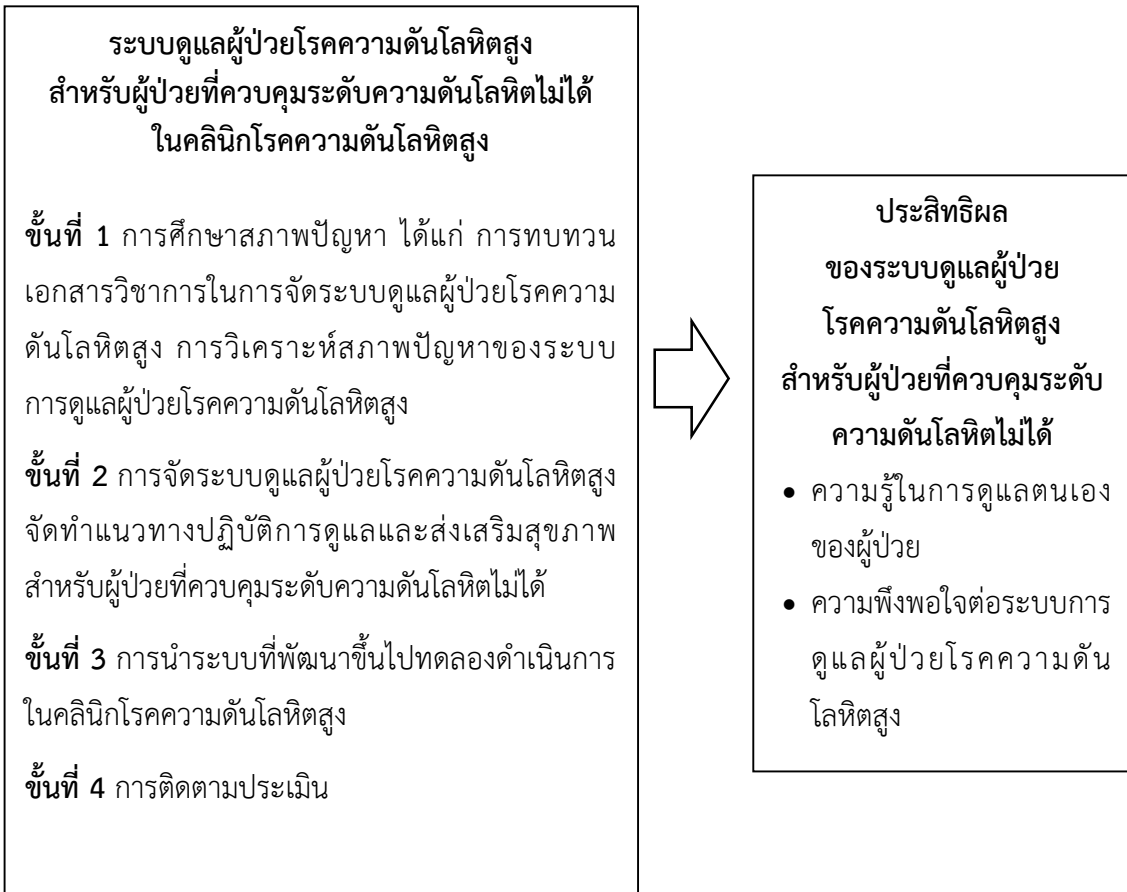 ระบบดูแลผู้ป่วยโรคความดันโลหิตสูง
สำหรับผู้ป่วยที่ควบคุมระดับความดันโลหิตไม่ได้
ในคลินิกโรคความดันโลหิตสูง
ขั้นที่ 1 การศึกษาสภาพปัญหา ได้แก่ การทบทวน
เอกสารวิชาการในการจัดระบบดูแลผู้ป่วยโรคความ
ดันโลหิตสูง การวิเคราะห์สภาพปัญหาของระบบ
การดูแลผู้ป่วยโรคความดันโลหิตสูง
ขั้นที่ 2 การจัดระบบดูแลผู้ป่วยโรคความดันโลหิตสูง
จัดทำแนวทางปฏิบัติการดูแลและส่งเสริมสุขภาพ
สำหรับผู้ป่วยที่ควบคุมระดับความดันโลหิตไม่ได้
ขั้นที่ 3 การนำระบบที่พัฒนาขึ้นไปทดลองดำเนินการ
ในคลินิกโรคความดันโลหิตสูง
ขั้นที่ 4 การติดตามประเมิน
ประสิทธิผล
ของระบบดูแลผู้ป่วย
โรคความดันโลหิตสูง
สำหรับผู้ป่วยที่ควบคุมระดับ
ความดันโลหิตไม่ได้
• ความรู้ในการดูแลตนเอง
ของผู้ป่วย
• ความพึงพอใจต่อระบบการ
ดูแลผู้ป่วยโรคความดัน
โลหิตสูง